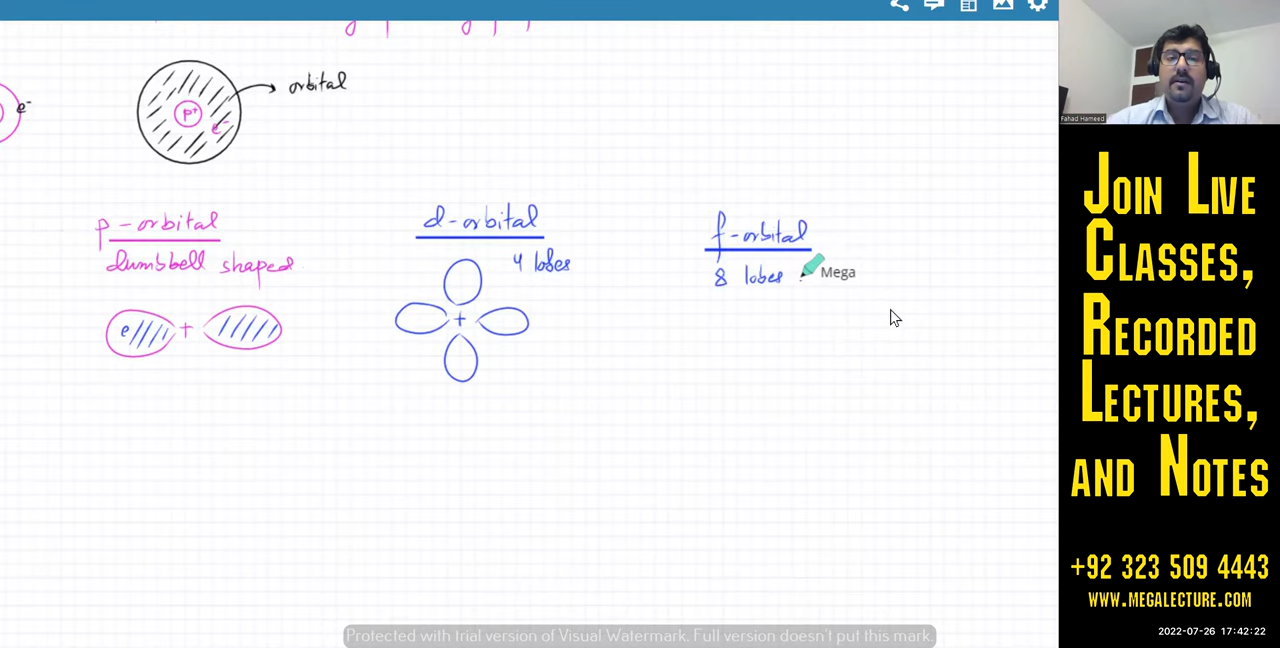 orbital
e-
p+
e-
Fahad Hameed
p-orbital
dumbbell shaped
e
+
d-orbital
4 lobes
+
f-orbital
8 lobes
Mega
JOIN LIVE
CLASSES,
RECORDED
LECTURES,
AND NOTES
+92 323 509 4443
WWW.MEGALECTURE.COM
2022-07-26 17:42:22
Protected with trial version of Visual Watermark. Full version doesn't put this mark.